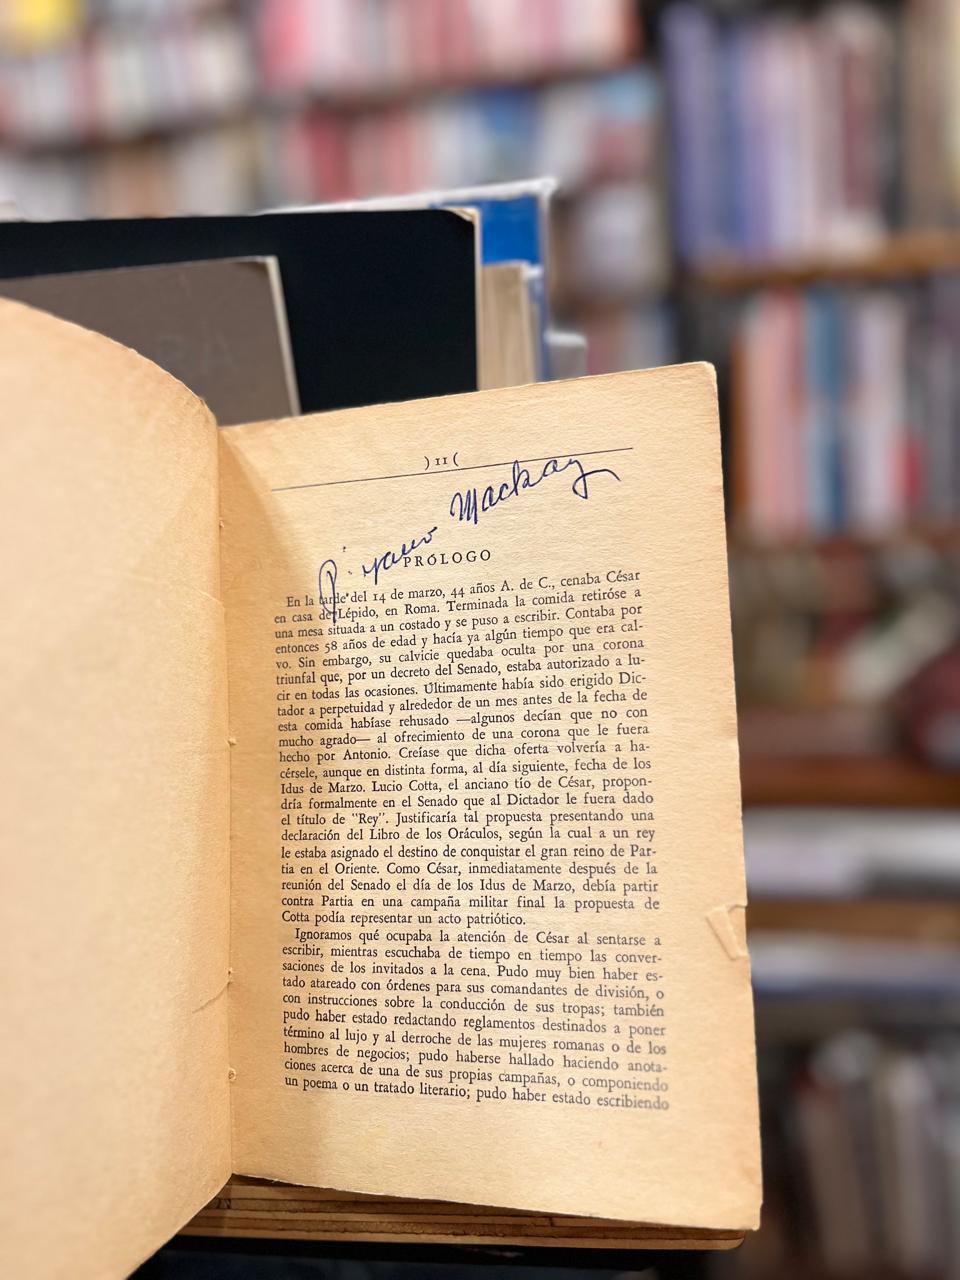 ) 11 (
Mackay
PRÓLOGO
En la tarde del 14 de marzo, 44 años A. de C., cenaba César
en casa de Lépido, en Roma. Terminada la comida retiróse a
una mesa situada a un costado y se puso a escribir. Contaba por
entonces 58 años de edad y hacía ya algún tiempo que era cal-
vo. Sin embargo, su calvicie quedaba oculta por una corona
triunfal que, por un decreto del Senado, estaba autorizado a lu-
cir en todas las ocasiones. Últimamente había sido erigido Dic-
tador a perpetuidad y alrededor de un mes antes de la fecha de
esta comida habíase rehusado —algunos decían que no con
mucho agrado— al ofrecimiento de una corona que le fuera
hecho por Antonio. Creíase que dicha oferta volvería a ha-
cérsele, aunque en distinta forma, al día siguiente, fecha de los
Idus de Marzo. Lucio Cotta, el anciano tío de César, propon-
dría formalmente en el Senado que al Dictador le fuera dado
el título de "Rey". Justificaría tal propuesta presentando una
declaración del Libro de los Oráculos, según la cual a un rey
le estaba asignado el destino de conquistar el gran reino de Par-
tia en el Oriente. Como César, inmediatamente después de la
reunión del Senado el día de los Idus de Marzo, debía partir
contra Partia en una campaña militar final la propuesta de
Cotta podía representar un acto patriótico.
Ignoramos qué ocupaba la atención de César al sentarse a
escribir, mientras escuchaba de tiempo en tiempo las conver-
saciones de los invitados a la cena. Pudo muy bien haber es-
tado atareado con órdenes para sus comandantes de división, o
con instrucciones sobre la conducción de sus tropas; también
pudo haber estado redactando reglamentos destinados a poner
término al lujo y al derroche de las mujeres romanas o de los
hombres de negocios; pudo haberse hallado haciendo anota-
ciones acerca de una de sus propias campañas, o componiendo
un poema o un tratado literario; pudo haber estado escribiendo